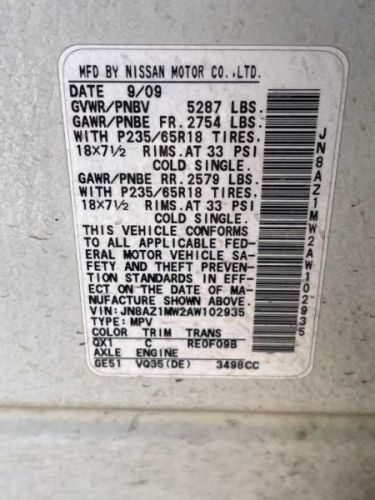 MFD BY NISSAN MOTOR CO.,LTD.
DATE 9/09
GVWR/PNBV 5287 LBS.
GAWR/PNBE FR. 2754 LBS.
WITH P235/65R18 TIRES.
18×7½ RIMS. AT 33 PSI
COLD SINGLE.
GAWR/PNBE RR. 2579 LBS.
WITH P235/65R18 TIRES.
18×7½ RIMS. AT 33 PSI
COLD SINGLE.
THIS VEHICLE CONFORMS
TO ALL APPLICABLE FED-
ERAL MOTOR VEHICLE SA-
FETY AND THEFT PREVEN-
TION STANDARDS IN EFF-
ECT ON THE DATE OF MA-
NUFACTURE SHOWN ABOVE.
VIN:JN8AZ1MW2AW102935
TYPE:MPV
COLOR TRIM TRANS
QX1 C RE0F09B
AXLE ENGINE
GE51 VQ35(DE) 3498CC
JN8AZ1MW2AW102935